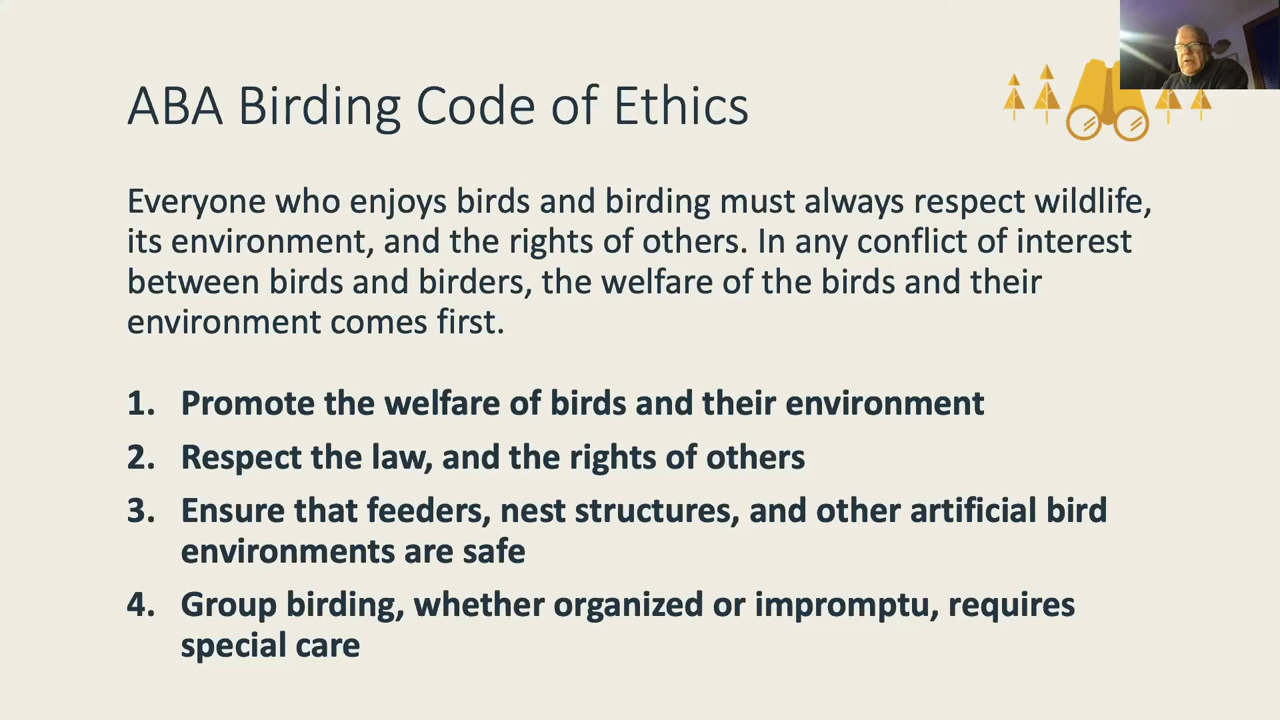 ABA Birding Code of Ethics
Everyone who enjoys birds and birding must always respect wildlife,
its environment, and the rights of others. In any conflict of interest
between birds and birders, the welfare of the birds and their
environment comes first.
1. Promote the welfare of birds and their environment
2. Respect the law, and the rights of others
3. Ensure that feeders, nest structures, and other artificial bird
environments are safe
4. Group birding, whether organized or impromptu, requires
special care